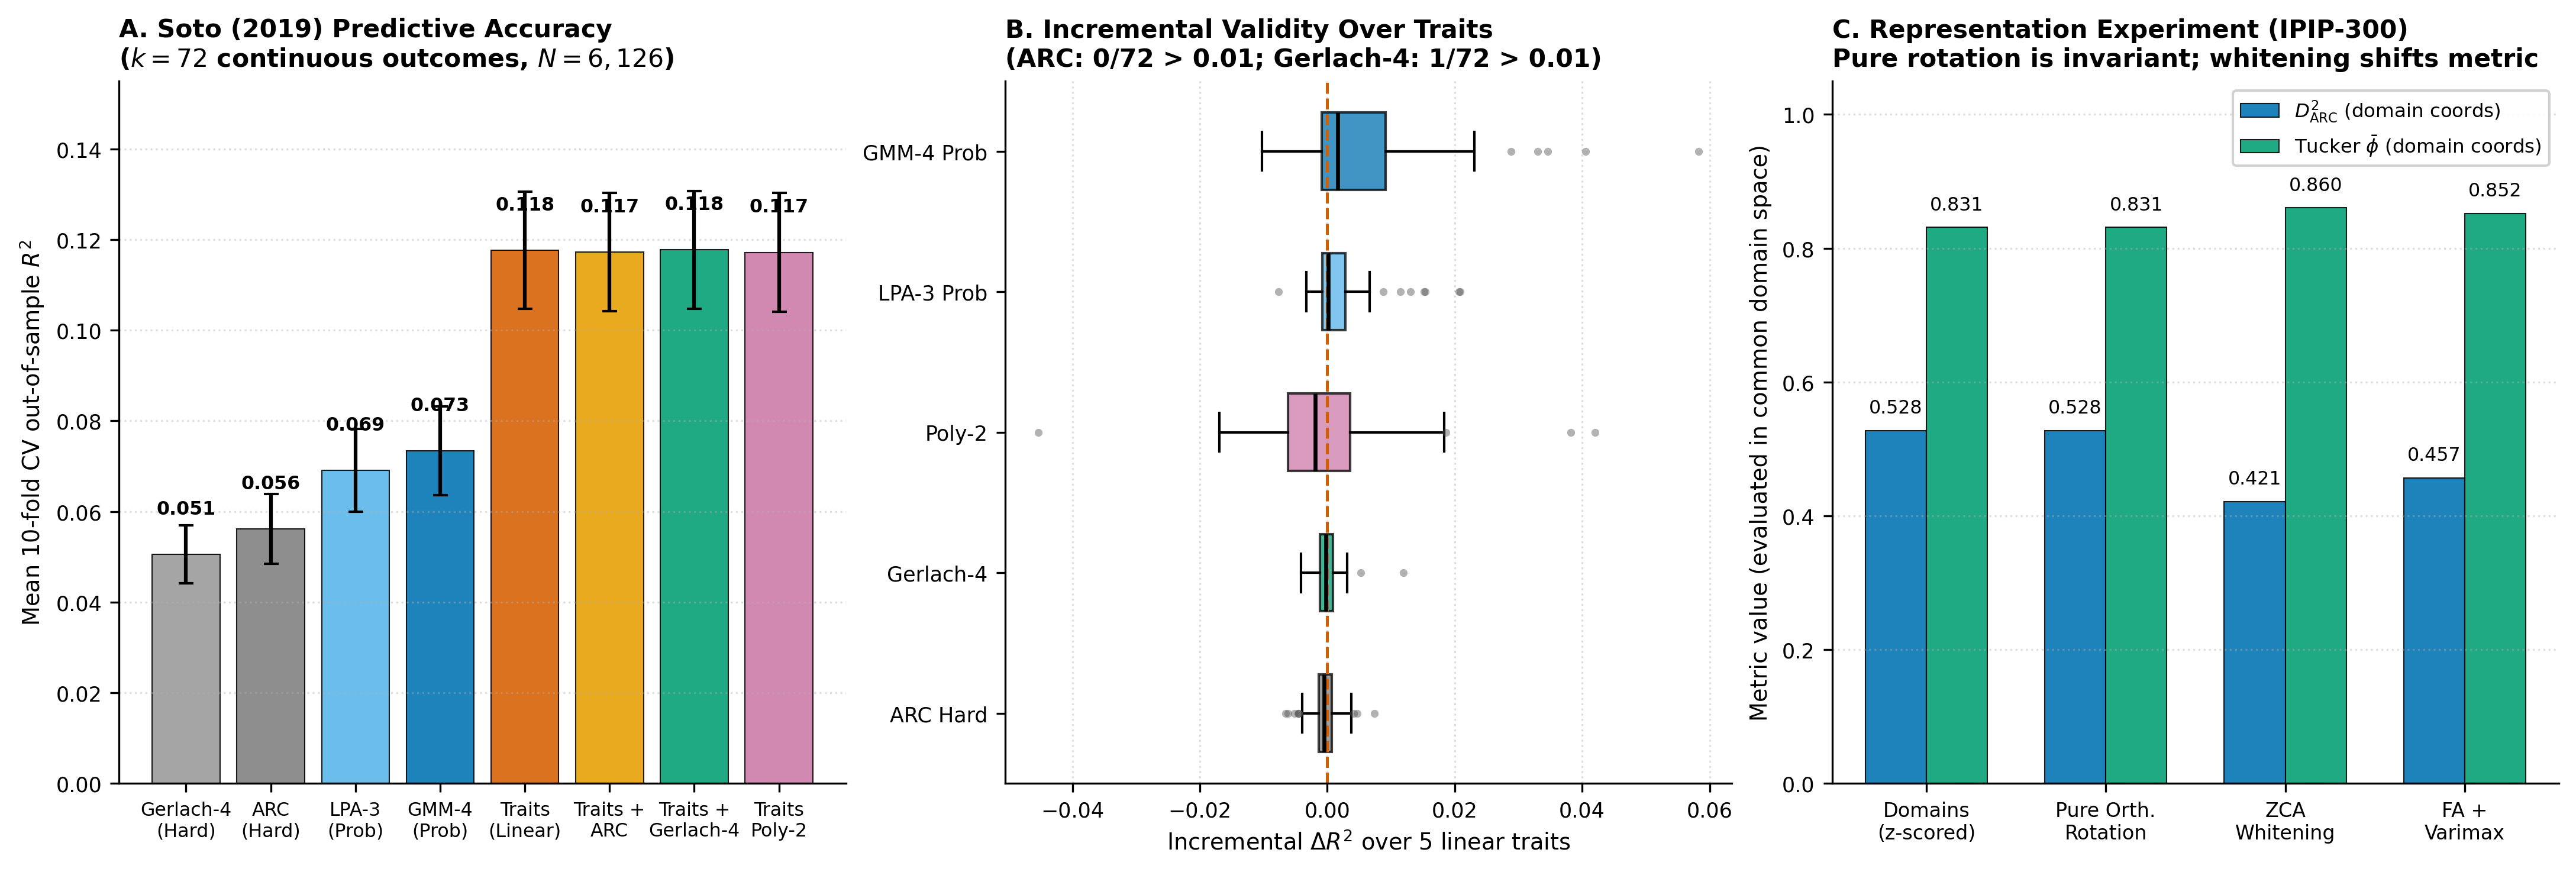 A. Soto (2019) Predictive Accuracy
(k = 72 continuous outcomes, N = 6, 126)
Mean 10-fold CV out-of-sample R²
0.14
0.12
0.10
0.08
0.06
0.04
0.02
0.00
0.051
0.056
0.069
0.073
0.118
0.117
0.118
0.117
Gerlach-4
(Hard)
ARC
(Hard)
LPA-3
(Prob)
GMM-4
(Prob)
Traits
(Linear)
Traits +
ARC
Traits +
Gerlach-4
Traits
Poly-2
B. Incremental Validity Over Traits
(ARC: 0/72 > 0.01; Gerlach-4: 1/72 > 0.01)
GMM-4 Prob
LPA-3 Prob
Poly-2
Gerlach-4
ARC Hard
−0.04
−0.02
0.00
0.02
0.04
0.06
Incremental ΔR² over 5 linear traits
C. Representation Experiment (IPIP-300)
Pure rotation is invariant; whitening shifts metric
Metric value (evaluated in common domain space)
1.0
0.8
0.6
0.4
0.2
0.0
D²ARC (domain coords)
Tucker ϕ̄ (domain coords)
0.528
0.831
0.528
0.831
0.421
0.860
0.457
0.852
Domains
(z-scored)
Pure Orth.
Rotation
ZCA
Whitening
FA +
Varimax